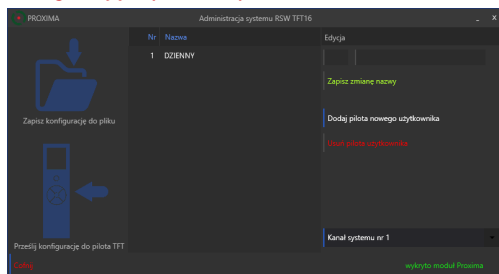 PROXIMA
Administracja systemu RSW TFT16
_ X
Nr Nazwa
Edycja
1 DZIENNY
Zapisz zmianę nazwy
Zapisz konfigurację do pliku
Dodaj pilota nowego użytkownika
Usuń pilota użytkownika
Prześlij konfigurację do pilota TFT
Kanał systemu nr 1
Cofnij
wykryto moduł Proxima